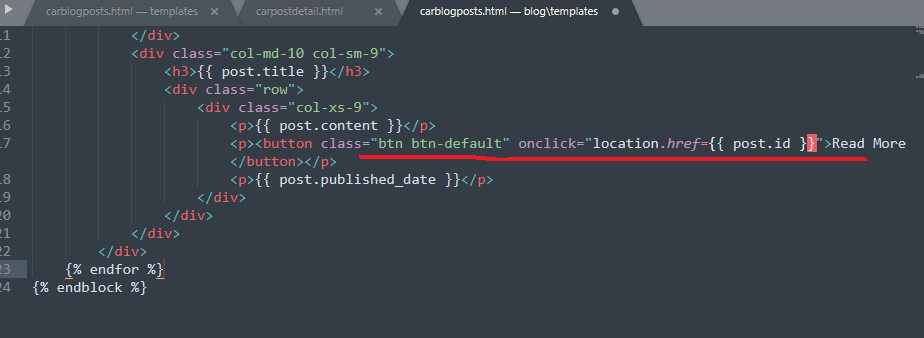 carblogposts.html — templates × carpostdetail.html × carblogposts.html — blog\templates
11 </div>
12 <div class="col-md-10 col-sm-9">
13 <h3>{{ post.title }}</h3>
14 <div class="row">
15 <div class="col-xs-9">
16 <p>{{ post.content }}</p>
17 <p><button class="btn btn-default" onclick="location.href={{ post.id }}">Read More
</button></p>
18 <p>{{ post.published_date }}</p>
19 </div>
20 </div>
21 </div>
22 </div>
23 {% endfor %}
24 {% endblock %}